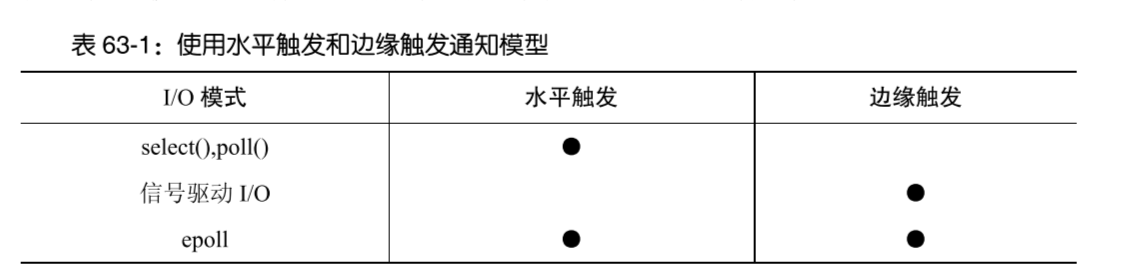 表 63-1：使用水平触发和边缘触发通知模型
I/O 模式 水平触发 边缘触发
select(),poll() ●
信号驱动 I/O ●
epoll ● ●